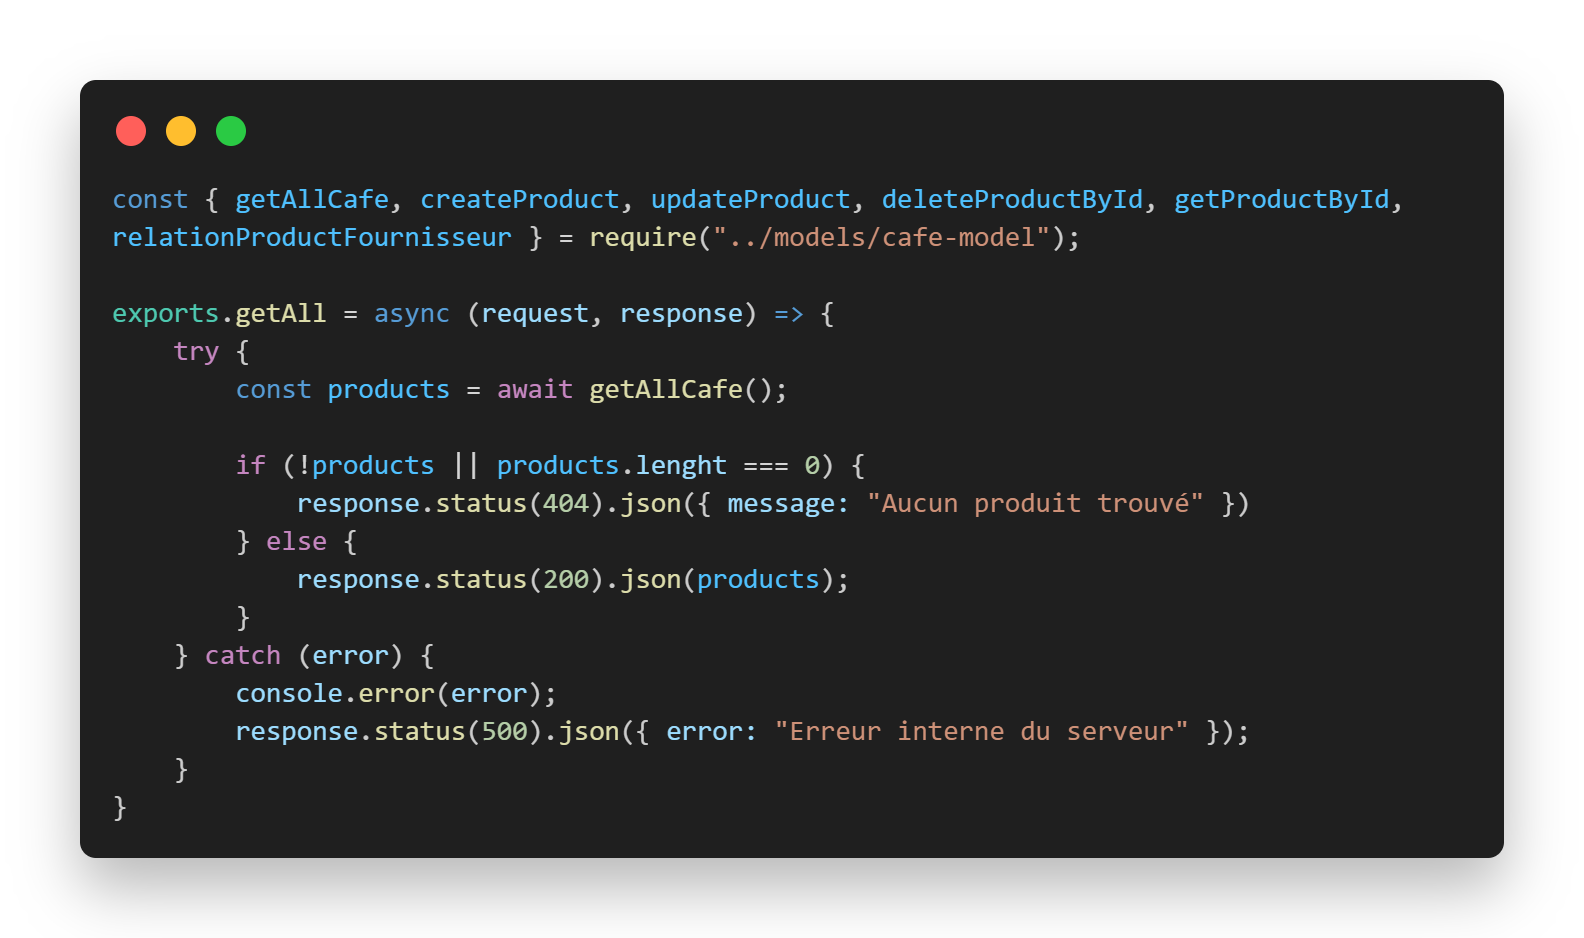 const { getAllCafe, createProduct, updateProduct, deleteProductById, getProductById,
relationProductFournisseur } = require("../models/cafe-model");

exports.getAll = async (request, response) => {
    try {
        const products = await getAllCafe();

        if (!products || products.lenght === 0) {
            response.status(404).json({ message: "Aucun produit trouvé" })
        } else {
            response.status(200).json(products);
        }
    } catch (error) {
        console.error(error);
        response.status(500).json({ error: "Erreur interne du serveur" });
    }
}